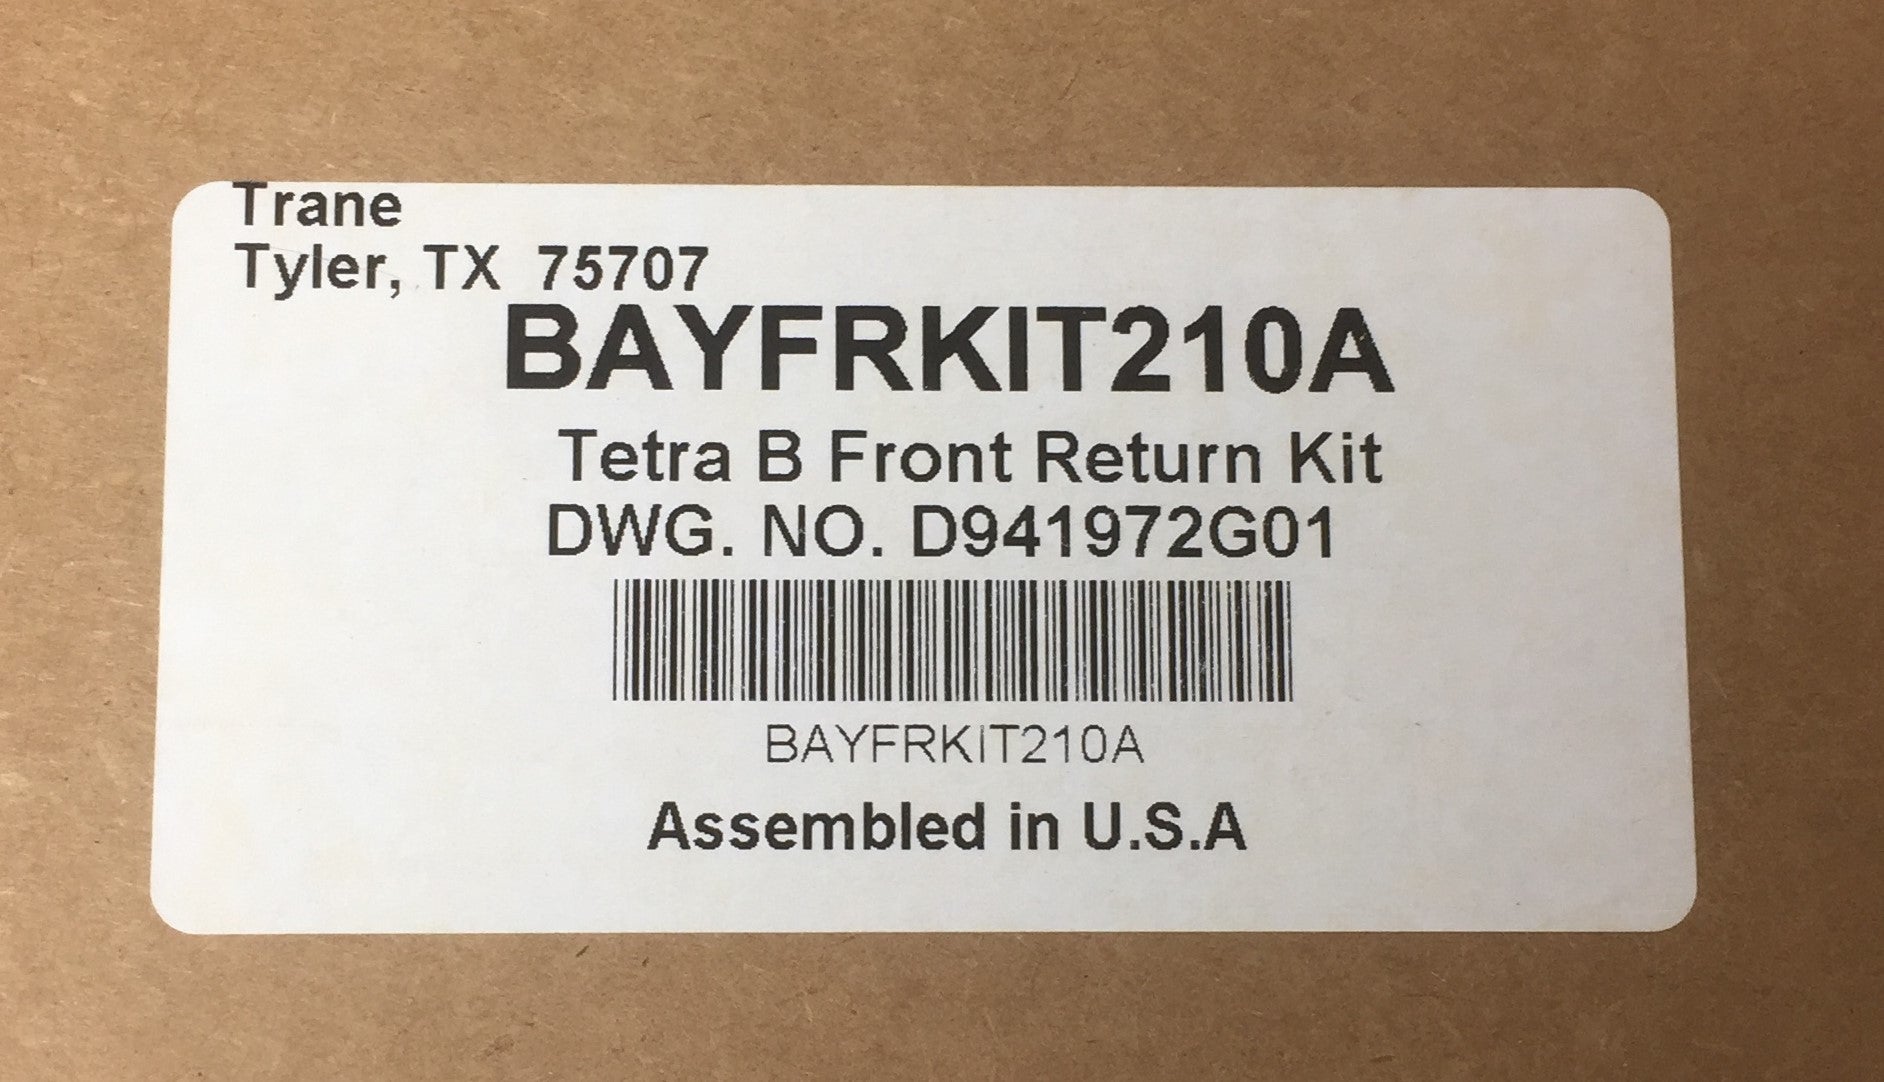 Trane
Tyler, TX 75707
BAYFRKIT210A
Tetra B Front Return Kit
DWG. NO. D941972G01
BAYFRKIT210A
Assembled in U.S.A